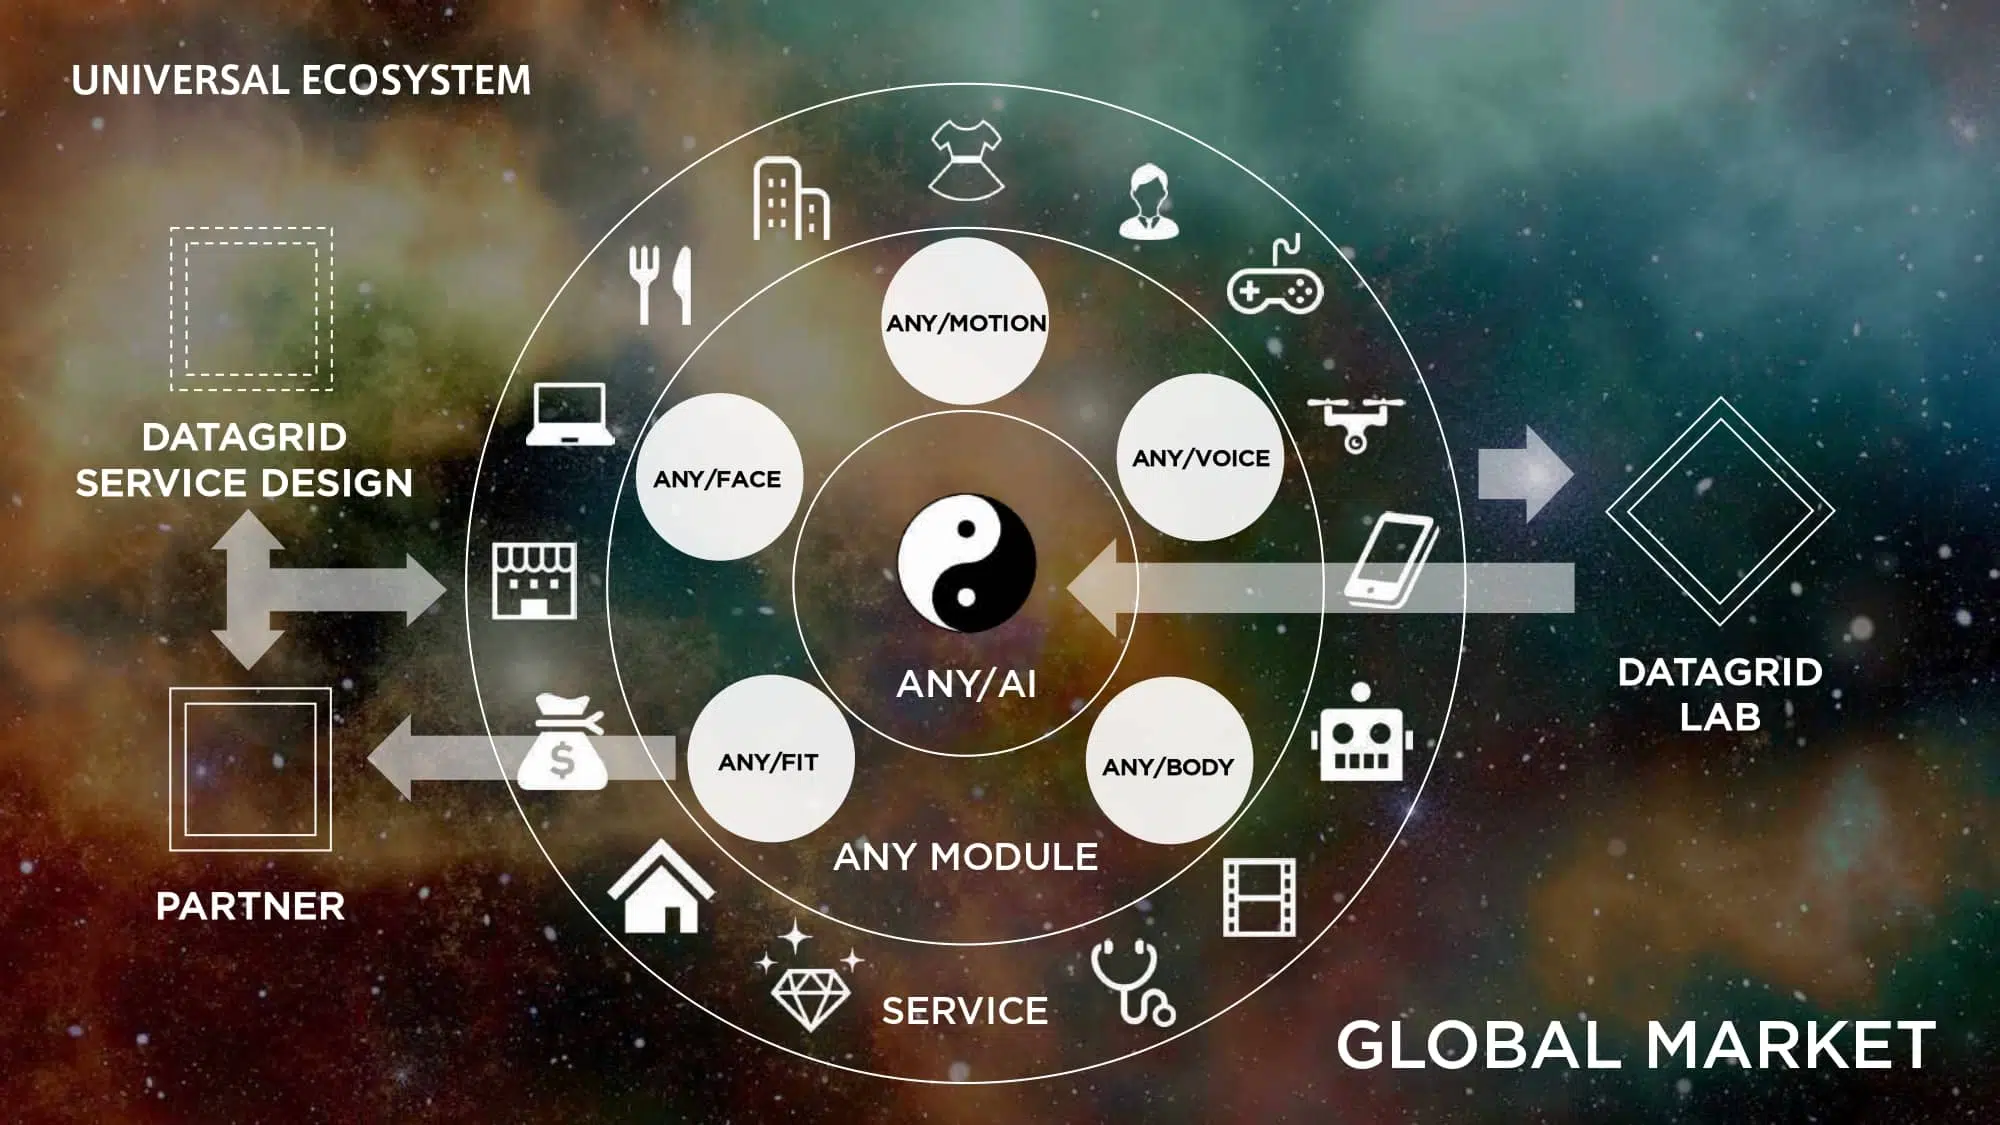 UNIVERSAL ECOSYSTEM
ANY/MOTION
DATAGRID
SERVICE DESIGN
ANY/FACE
ANY/VOICE
ANY/AI
DATAGRID
LAB
$
ANY/FIT
ANY/BODY
ANY MODULE
PARTNER
SERVICE
GLOBAL MARKET